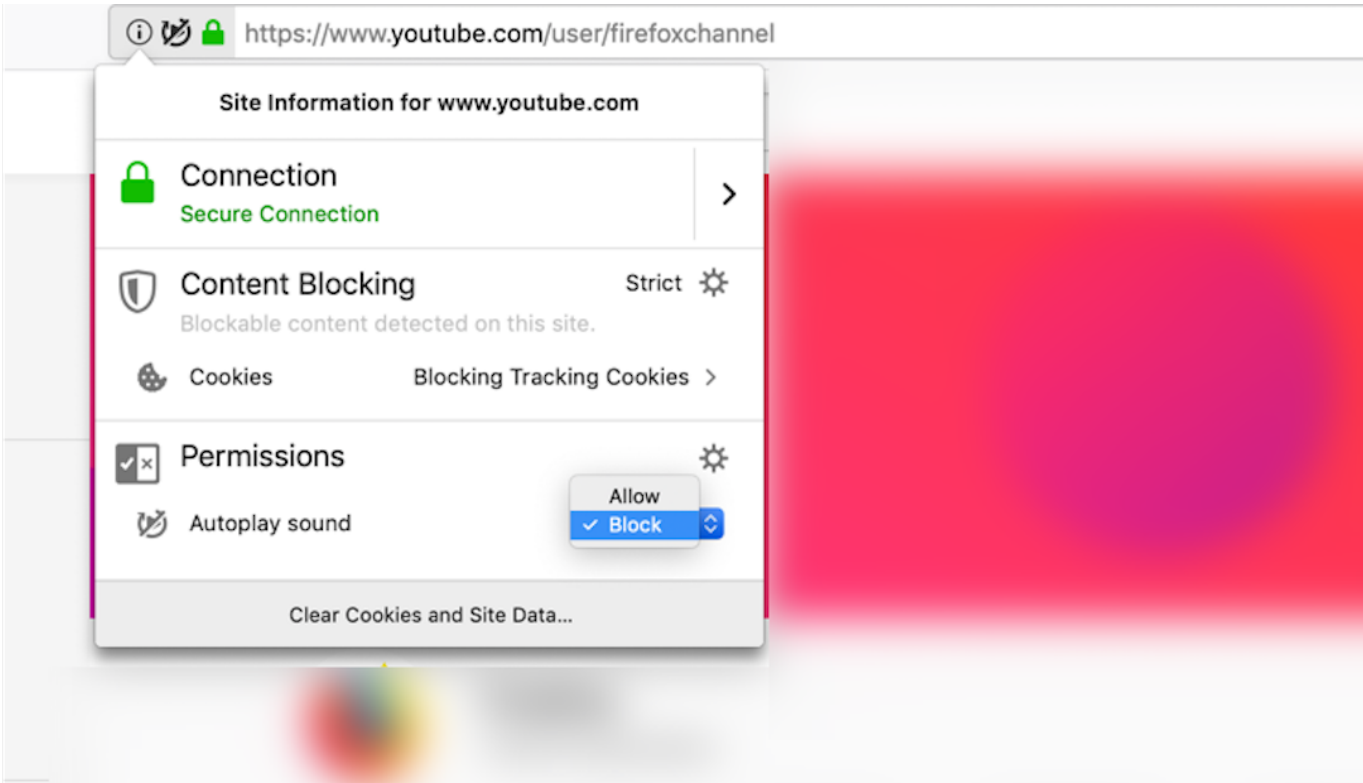 https://www.youtube.com/user/firefoxchannel
Site Information for www.youtube.com
Connection
Secure Connection
Content Blocking
Strict
Blockable content detected on this site.
Cookies
Blocking Tracking Cookies
Permissions
Allow
Autoplay sound
Block
Clear Cookies and Site Data...